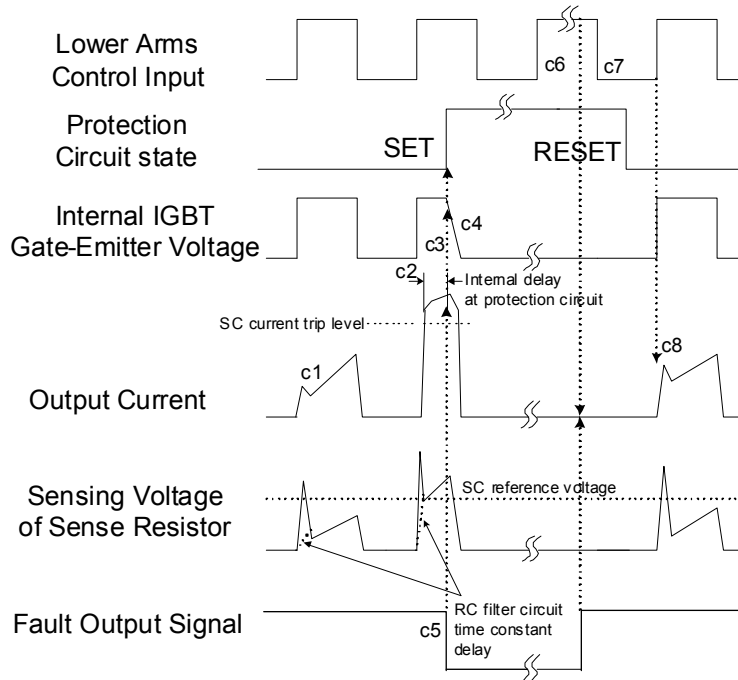 Lower Arms
Control Input
c6
c7
Protection
Circuit state
SET
RESET
Internal IGBT
Gate-Emitter Voltage
c4
c3
c2
Internal delay
at protection circuit
SC current trip level
c1
c8
Output Current
Sensing Voltage
of Sense Resistor
SC reference voltage
Fault Output Signal
c5
RC filter circuit
time constant
delay